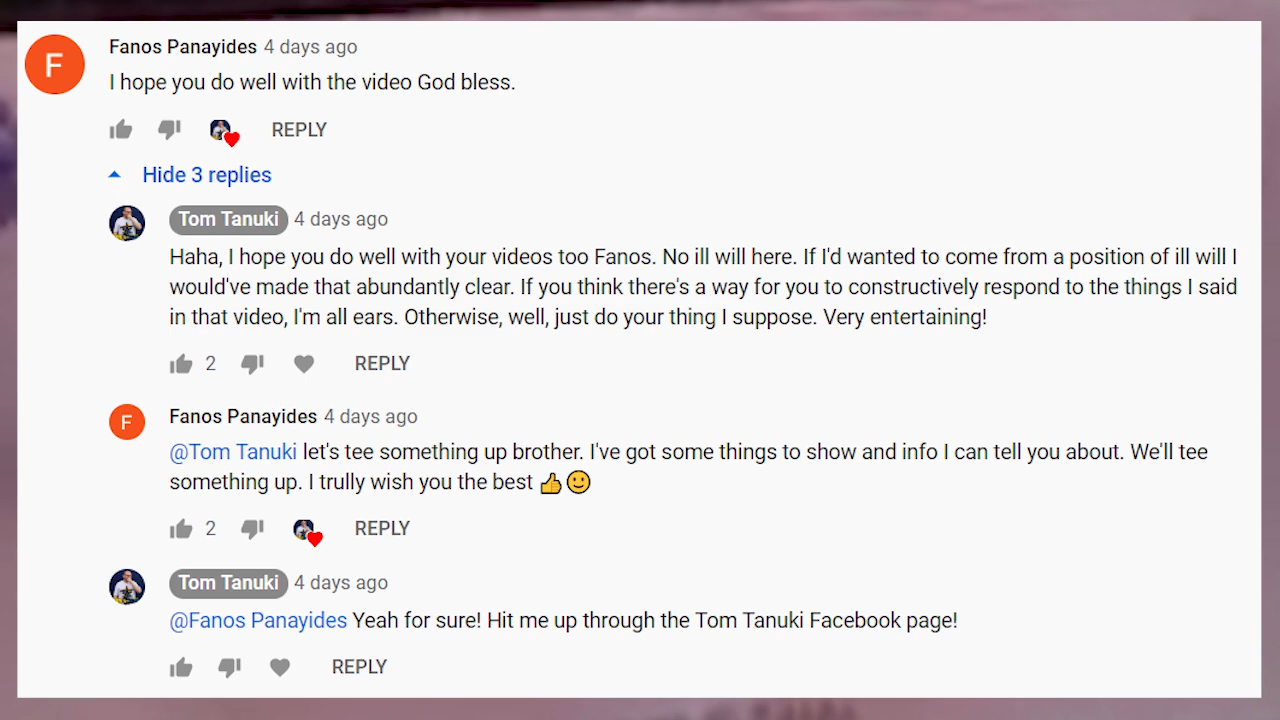 F
Fanos Panayides 4 days ago
I hope you do well with the video God bless.
REPLY
Hide 3 replies
Tom Tanuki 4 days ago
Haha, I hope you do well with your videos too Fanos. No ill will here. If I'd wanted to come from a position of ill will I
would've made that abundantly clear. If you think there's a way for you to constructively respond to the things I said
in that video, I'm all ears. Otherwise, well, just do your thing I suppose. Very entertaining!
2 REPLY
F
Fanos Panayides 4 days ago
@Tom Tanuki let's tee something up brother. I've got some things to show and info I can tell you about. We'll tee
something up. I trully wish you the best 👍🙂
2 REPLY
Tom Tanuki 4 days ago
@Fanos Panayides Yeah for sure! Hit me up through the Tom Tanuki Facebook page!
REPLY